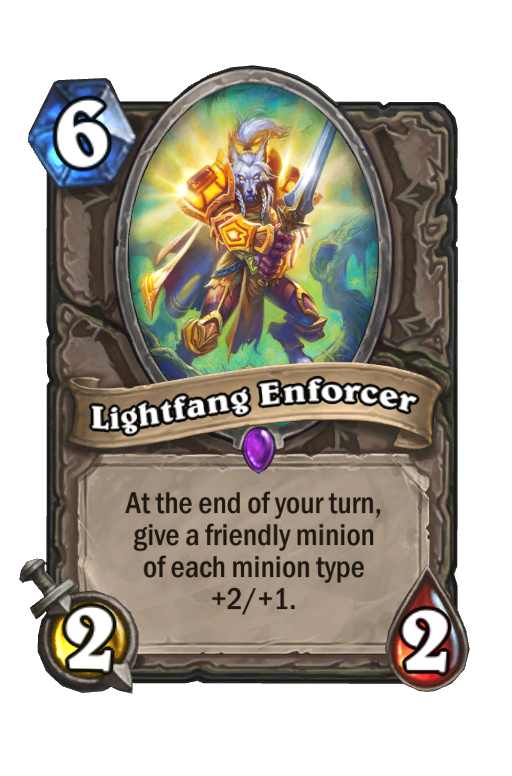 6
Lightfang Enforcer
At the end of your turn,
give a friendly minion
of each minion type
+2/+1.
2
2